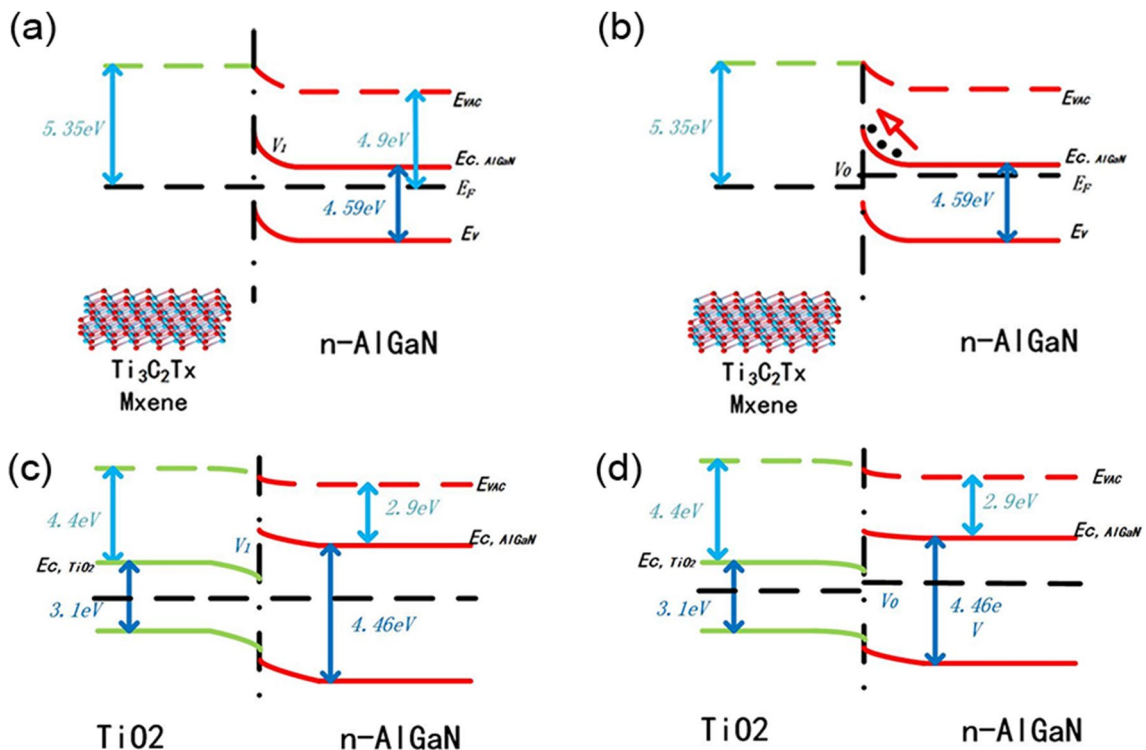 (a)
5.35eV
V1
4.9eV
EVAC
EC, AlGaN
EF
4.59eV
EV
Ti3C2Tx
Mxene
n-AlGaN
(b)
5.35eV
EVAC
V0
EC, AlGaN
EF
4.59eV
EV
Ti3C2Tx
Mxene
n-AlGaN
(c)
4.4eV
V1
EVAC
2.9eV
EC, TiO2
EC, AlGaN
3.1eV
4.46eV
TiO2
n-AlGaN
(d)
4.4eV
EVAC
2.9eV
EC, TiO2
EC, AlGaN
3.1eV
V0
4.46e
V
TiO2
n-AlGaN